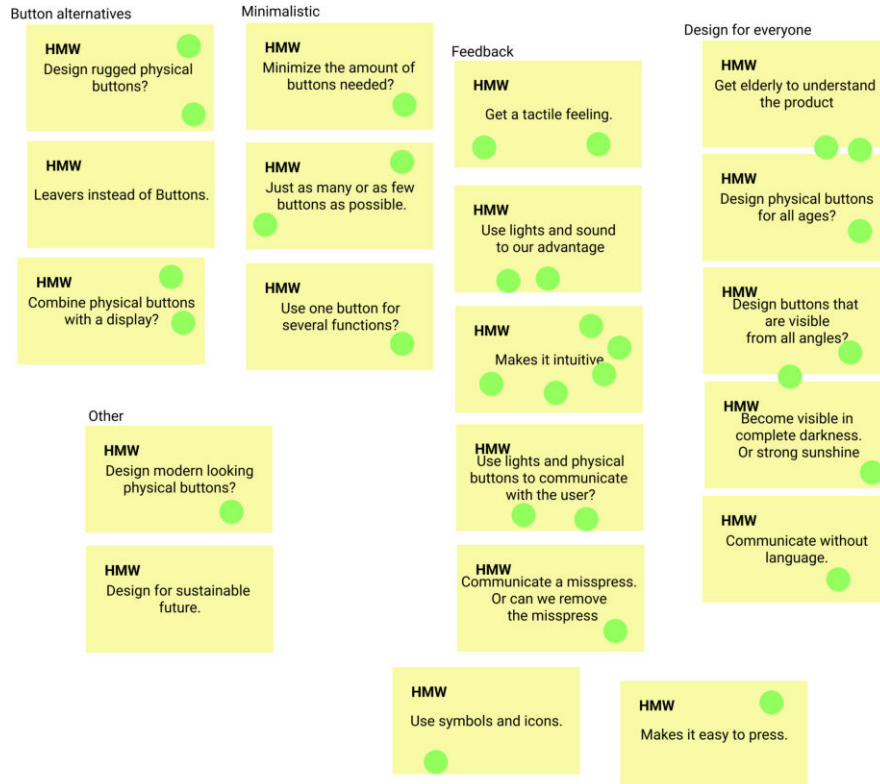 Button alternatives
HMW
Design rugged physical
buttons?
HMW
Leavers instead of Buttons.
HMW
Combine physical buttons
with a display?
Minimalistic
HMW
Minimize the amount of
buttons needed?
HMW
Just as many or as few
buttons as possible.
HMW
Use one button for
several functions?
Feedback
HMW
Get a tactile feeling.
HMW
Use lights and sound
to our advantage
HMW
Makes it intuitive
HMW
Use lights and physical
buttons to communicate
with the user?
HMW
Communicate a misspress.
Or can we remove
the misspress
Design for everyone
HMW
Get elderly to understand
the product
HMW
Design physical buttons
for all ages?
HMW
Design buttons that
are visible
from all angles?
HMW
Become visible in
complete darkness.
Or strong sunshine
HMW
Communicate without
language.
Other
HMW
Design modern looking
physical buttons?
HMW
Design for sustainable
future.
HMW
Use symbols and icons.
HMW
Makes it easy to press.